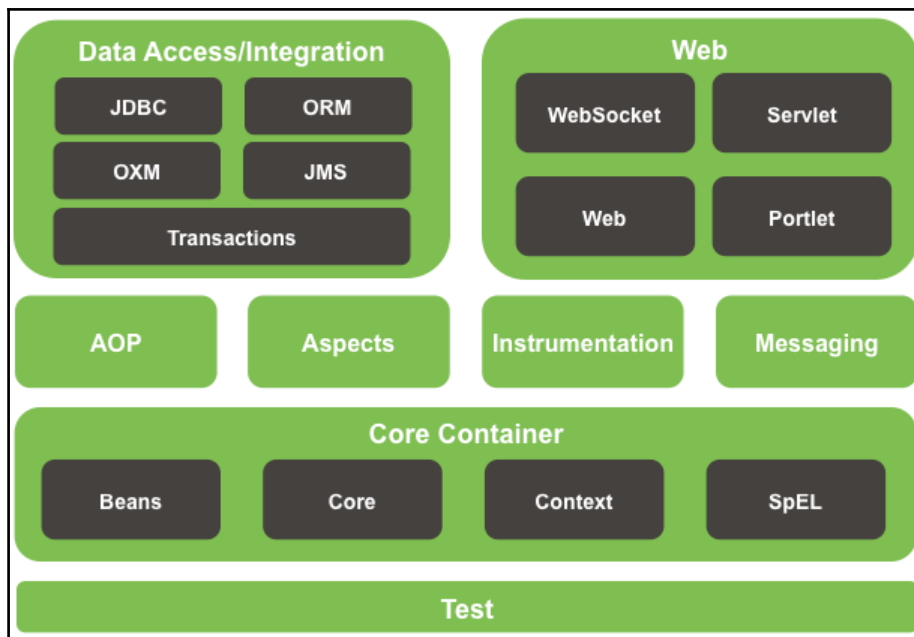 Data Access/Integration
JDBC
ORM
OXM
JMS
Transactions
Web
WebSocket
Servlet
Web
Portlet
AOP
Aspects
Instrumentation
Messaging
Core Container
Beans
Core
Context
SpEL
Test